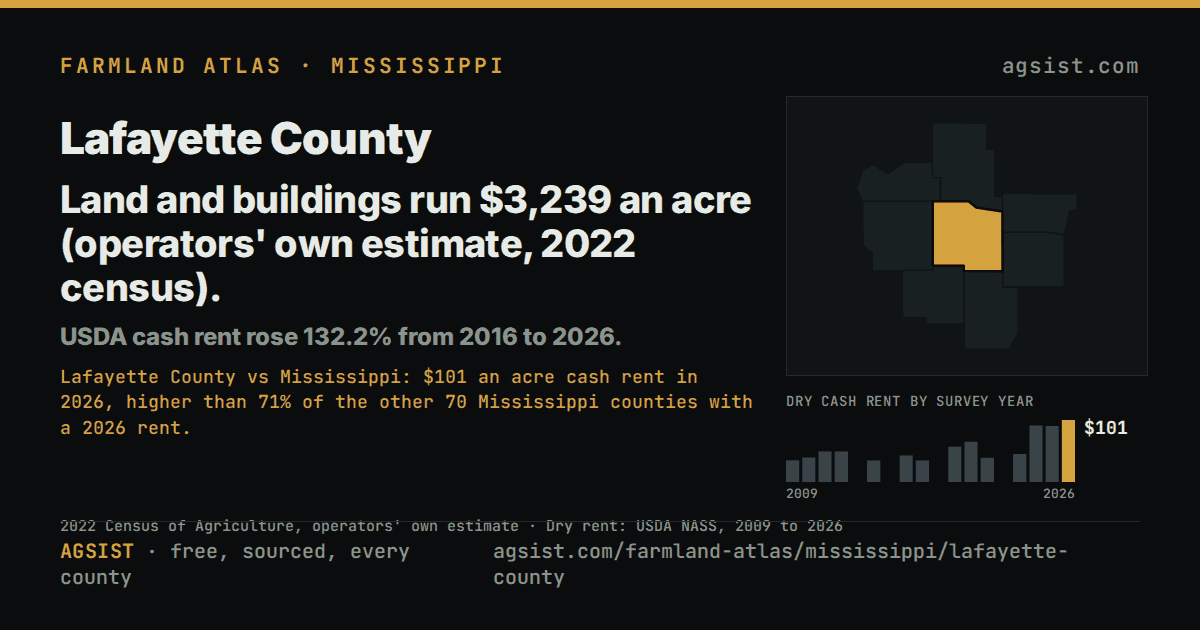 FARMLAND ATLAS · MISSISSIPPI
agsist.com
Lafayette County
Land and buildings run $3,239 an acre
(operators' own estimate, 2022
census).
USDA cash rent rose 132.2% from 2016 to 2026.
Lafayette County vs Mississippi: $101 an acre cash rent in
2026, higher than 71% of the other 70 Mississippi counties with
a 2026 rent.
DRY CASH RENT BY SURVEY YEAR
$101
2009
2026
2022 Census of Agriculture, operators' own estimate · Dry rent: USDA NASS, 2009 to 2026
AGSIST · free, sourced, every
county
agsist.com/farmland-atlas/mississippi/lafayette-
county